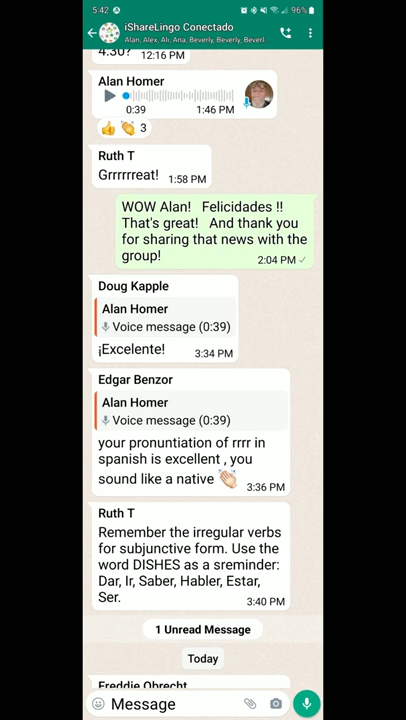 5:42
96%
iShareLingo Conectado
Alan, Alex, Ali, Ana, Beverly, Beverly, Beverl
4:30? 12:16 PM
Alan Homer
0:39 1:46 PM
3
Ruth T
Grrrrrreat! 1:58 PM
WOW Alan! Felicidades !!
That's great! And thank you
for sharing that news with the
group!
2:04 PM
Doug Kapple
Alan Homer
Voice message (0:39)
¡Excelente! 3:34 PM
Edgar Benzor
Alan Homer
Voice message (0:39)
your pronuntiation of rrrr in
spanish is excellent , you
sound like a native
3:36 PM
Ruth T
Remember the irregular verbs
for subjunctive form. Use the
word DISHES as a sreminder:
Dar, Ir, Saber, Habler, Estar,
Ser.
3:40 PM
1 Unread Message
Today
Freddie Obrecht
Message